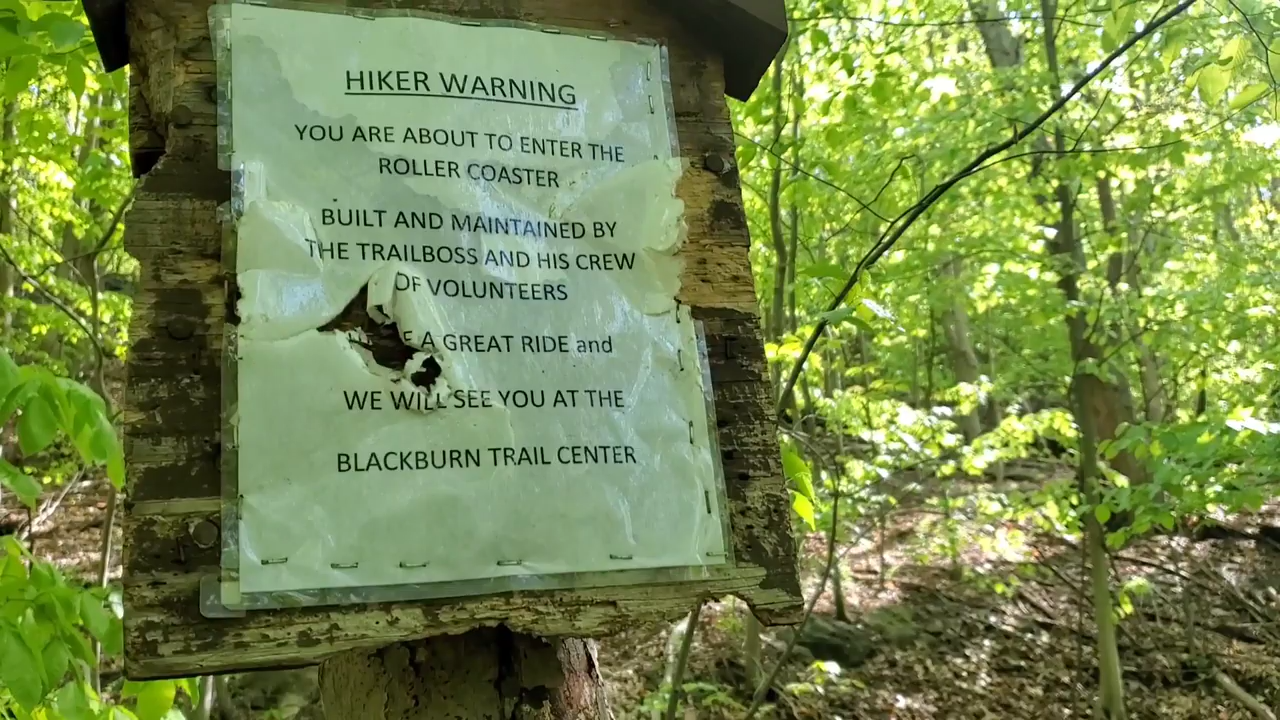 HIKER WARNING
YOU ARE ABOUT TO ENTER THE
ROLLER COASTER
BUILT AND MAINTAINED BY
THE TRAILBOSS AND HIS CREW
OF VOLUNTEERS
A GREAT RIDE and
WE WILL SEE YOU AT THE
BLACKBURN TRAIL CENTER